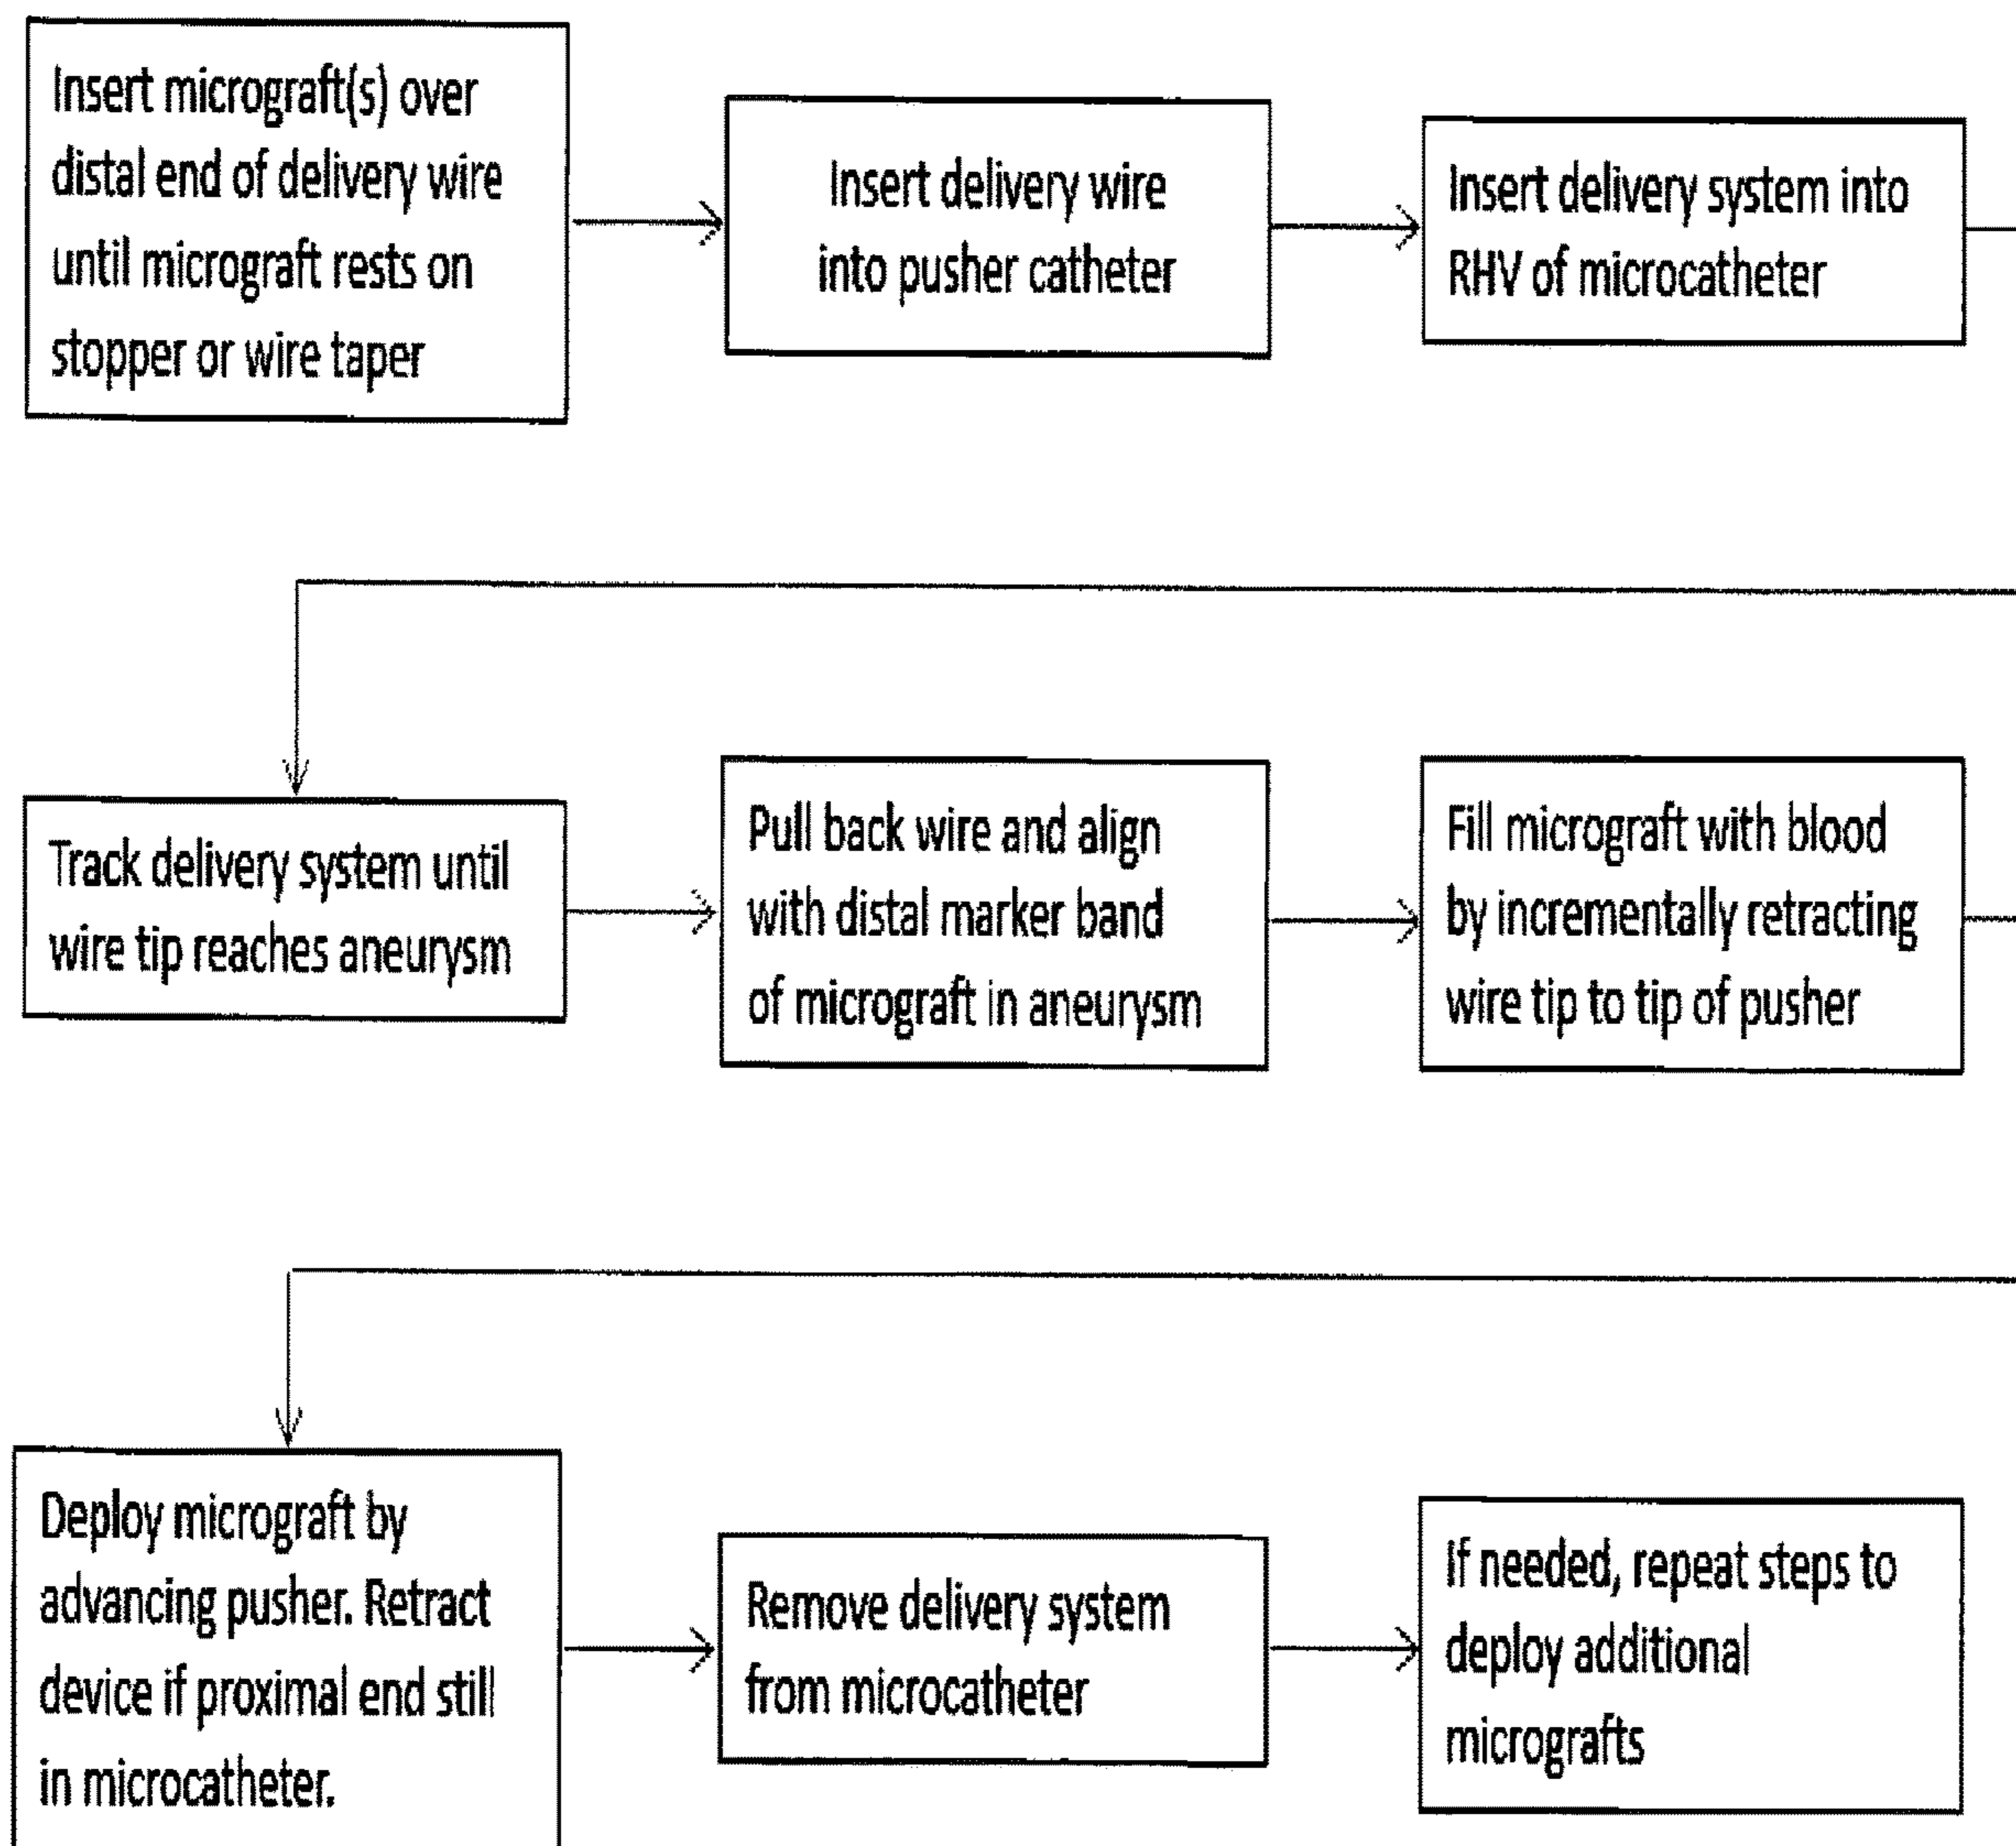 Insert micrograft(s) over
distal end of delivery wire
until micrograft rests on
stopper or wire taper
Insert delivery wire
into pusher catheter
Insert delivery system into
RHV of microcatheter
Track delivery system until
wire tip reaches aneurysm
Pull back wire and align
with distal marker band
of micrograft in aneurysm
Fill micrograft with blood
by incrementally retracting
wire tip to tip of pusher
Deploy micrograft by
advancing pusher. Retract
device if proximal end still
in microcatheter.
Remove delivery system
from microcatheter
If needed, repeat steps to
deploy additional
micrografts